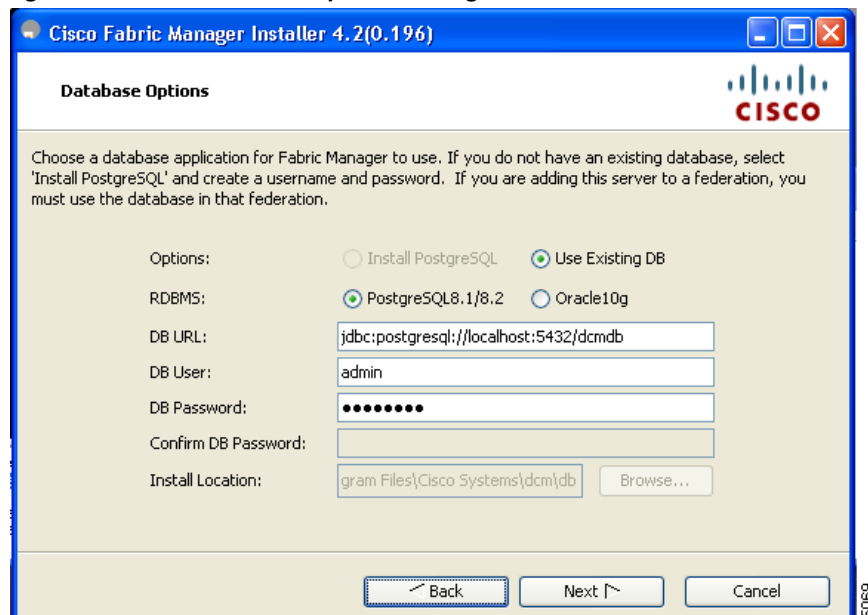 Cisco Fabric Manager Installer 4.2(0.196)
Database Options
CISCO
Choose a database application for Fabric Manager to use. If you do not have an existing database, select
'Install PostgreSQL' and create a username and password. If you are adding this server to a federation, you
must use the database in that federation.
Options: Install PostgreSQL Use Existing DB
RDBMS: PostgreSQL8.1/8.2 Oracle10g
DB URL: jdbc:postgresql://localhost:5432/dcmdb
DB User: admin
DB Password: ●●●●●●●●
Confirm DB Password:
Install Location: gram Files\Cisco Systems\dcm\db Browse...
Back Next Cancel